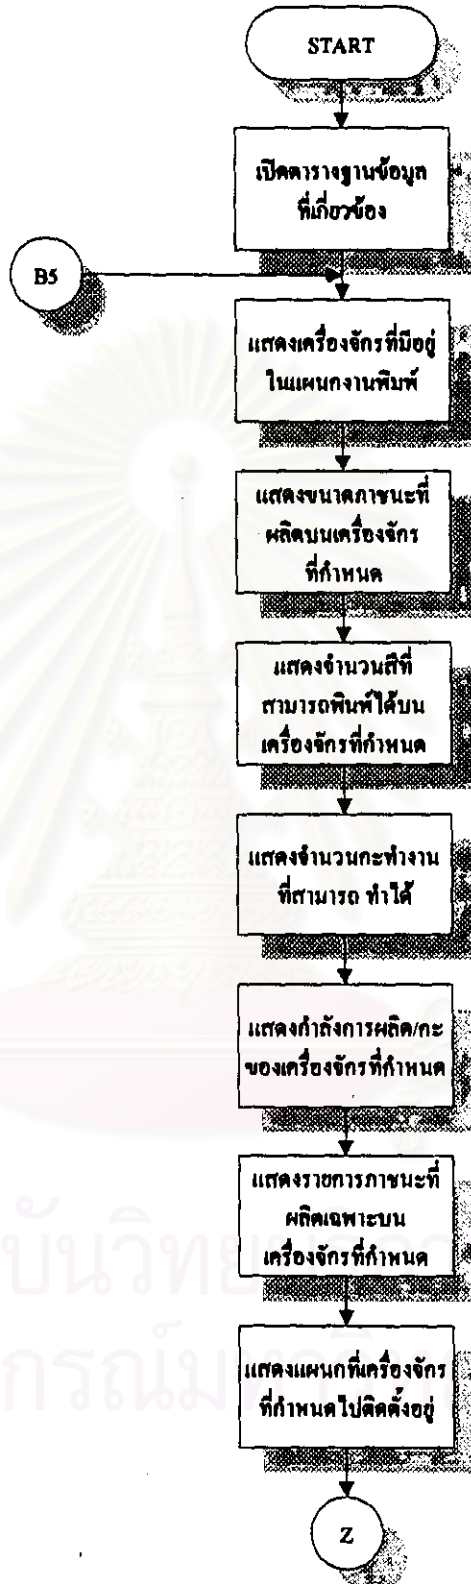 START
เปิดตารางฐานข้อมูล
ที่เกี่ยวข้อง
B5
แสดงเครื่องจักรที่มีอยู่
ในแผนกงานพิมพ์
แสดงขนาดภาชนะที่
ผลิตบนเครื่องจักร
ที่กำหนด
แสดงจำนวนสีที่
สามารถพิมพ์ได้บน
เครื่องจักรที่กำหนด
แสดงจำนวนกะทำงาน
ที่สามารถ ทำได้
แสดงกำลังการผลิต/กะ
ของเครื่องจักรที่กำหนด
แสดงรายการภาชนะที่
ผลิตเฉพาะบน
เครื่องจักรที่กำหนด
แสดงแผนกที่เครื่องจักร
ที่กำหนดไปติดตั้งอยู่
Z